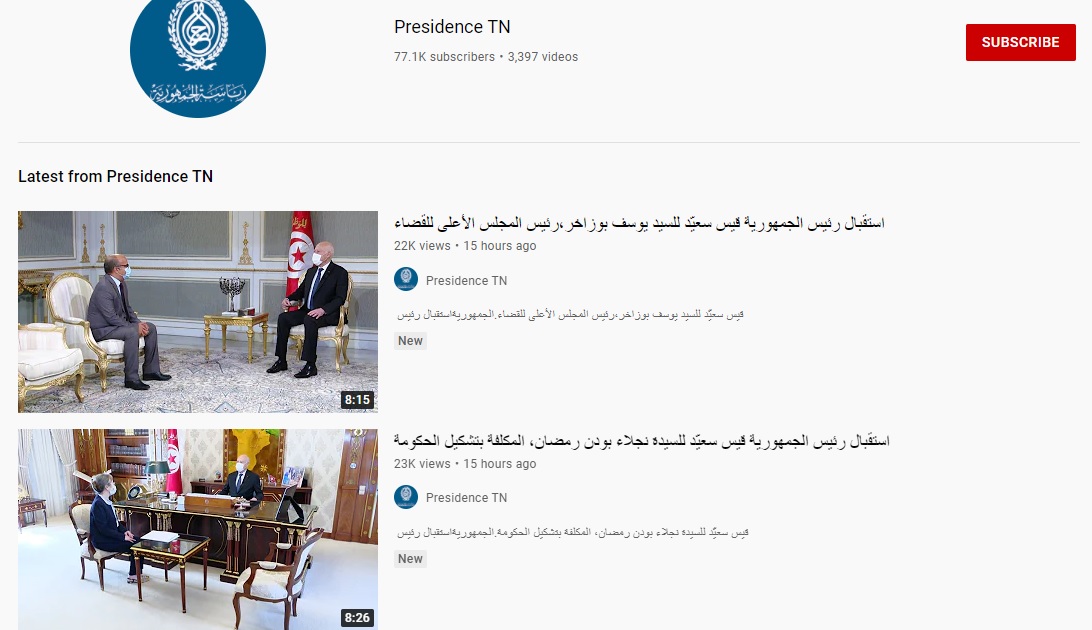 رئاسة الجمهورية
Presidence TN
77.1K subscribers • 3,397 videos
SUBSCRIBE
Latest from Presidence TN
استقبال رئيس الجمهورية قيس سعيّد للسيد يوسف بوزاخر،رئيس المجلس الأعلى للقضاء
22K views • 15 hours ago
Presidence TN
قيس سعيّد للسيد يوسف بوزاخر،رئيس المجلس الأعلى للقضاء.الجمهوريةاستقبال رئيس
New
8:15
استقبال رئيس الجمهورية قيس سعيّد للسيدة نجلاء بودن رمضان، المكلفة بتشكيل الحكومة
23K views • 15 hours ago
Presidence TN
قيس سعيّد للسيدة نجلاء بودن رمضان، المكلفة بتشكيل الحكومة.الجمهوريةاستقبال رئيس
New
8:26